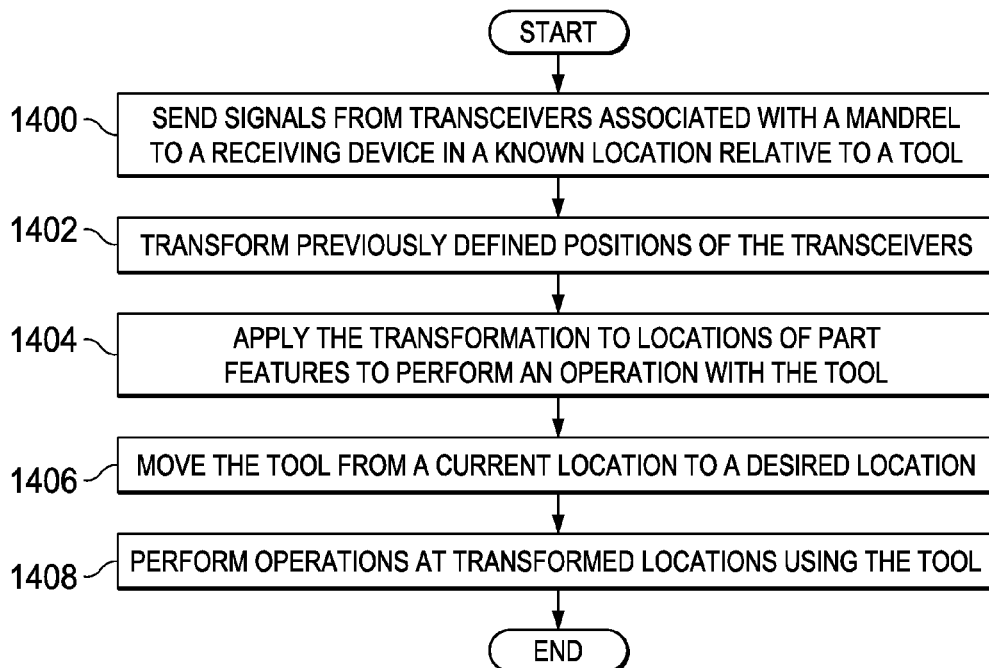 START
1400
SEND SIGNALS FROM TRANSCEIVERS ASSOCIATED WITH A MANDREL
TO A RECEIVING DEVICE IN A KNOWN LOCATION RELATIVE TO A TOOL
1402
TRANSFORM PREVIOUSLY DEFINED POSITIONS OF THE TRANSCEIVERS
1404
APPLY THE TRANSFORMATION TO LOCATIONS OF PART
FEATURES TO PERFORM AN OPERATION WITH THE TOOL
1406
MOVE THE TOOL FROM A CURRENT LOCATION TO A DESIRED LOCATION
1408
PERFORM OPERATIONS AT TRANSFORMED LOCATIONS USING THE TOOL
END